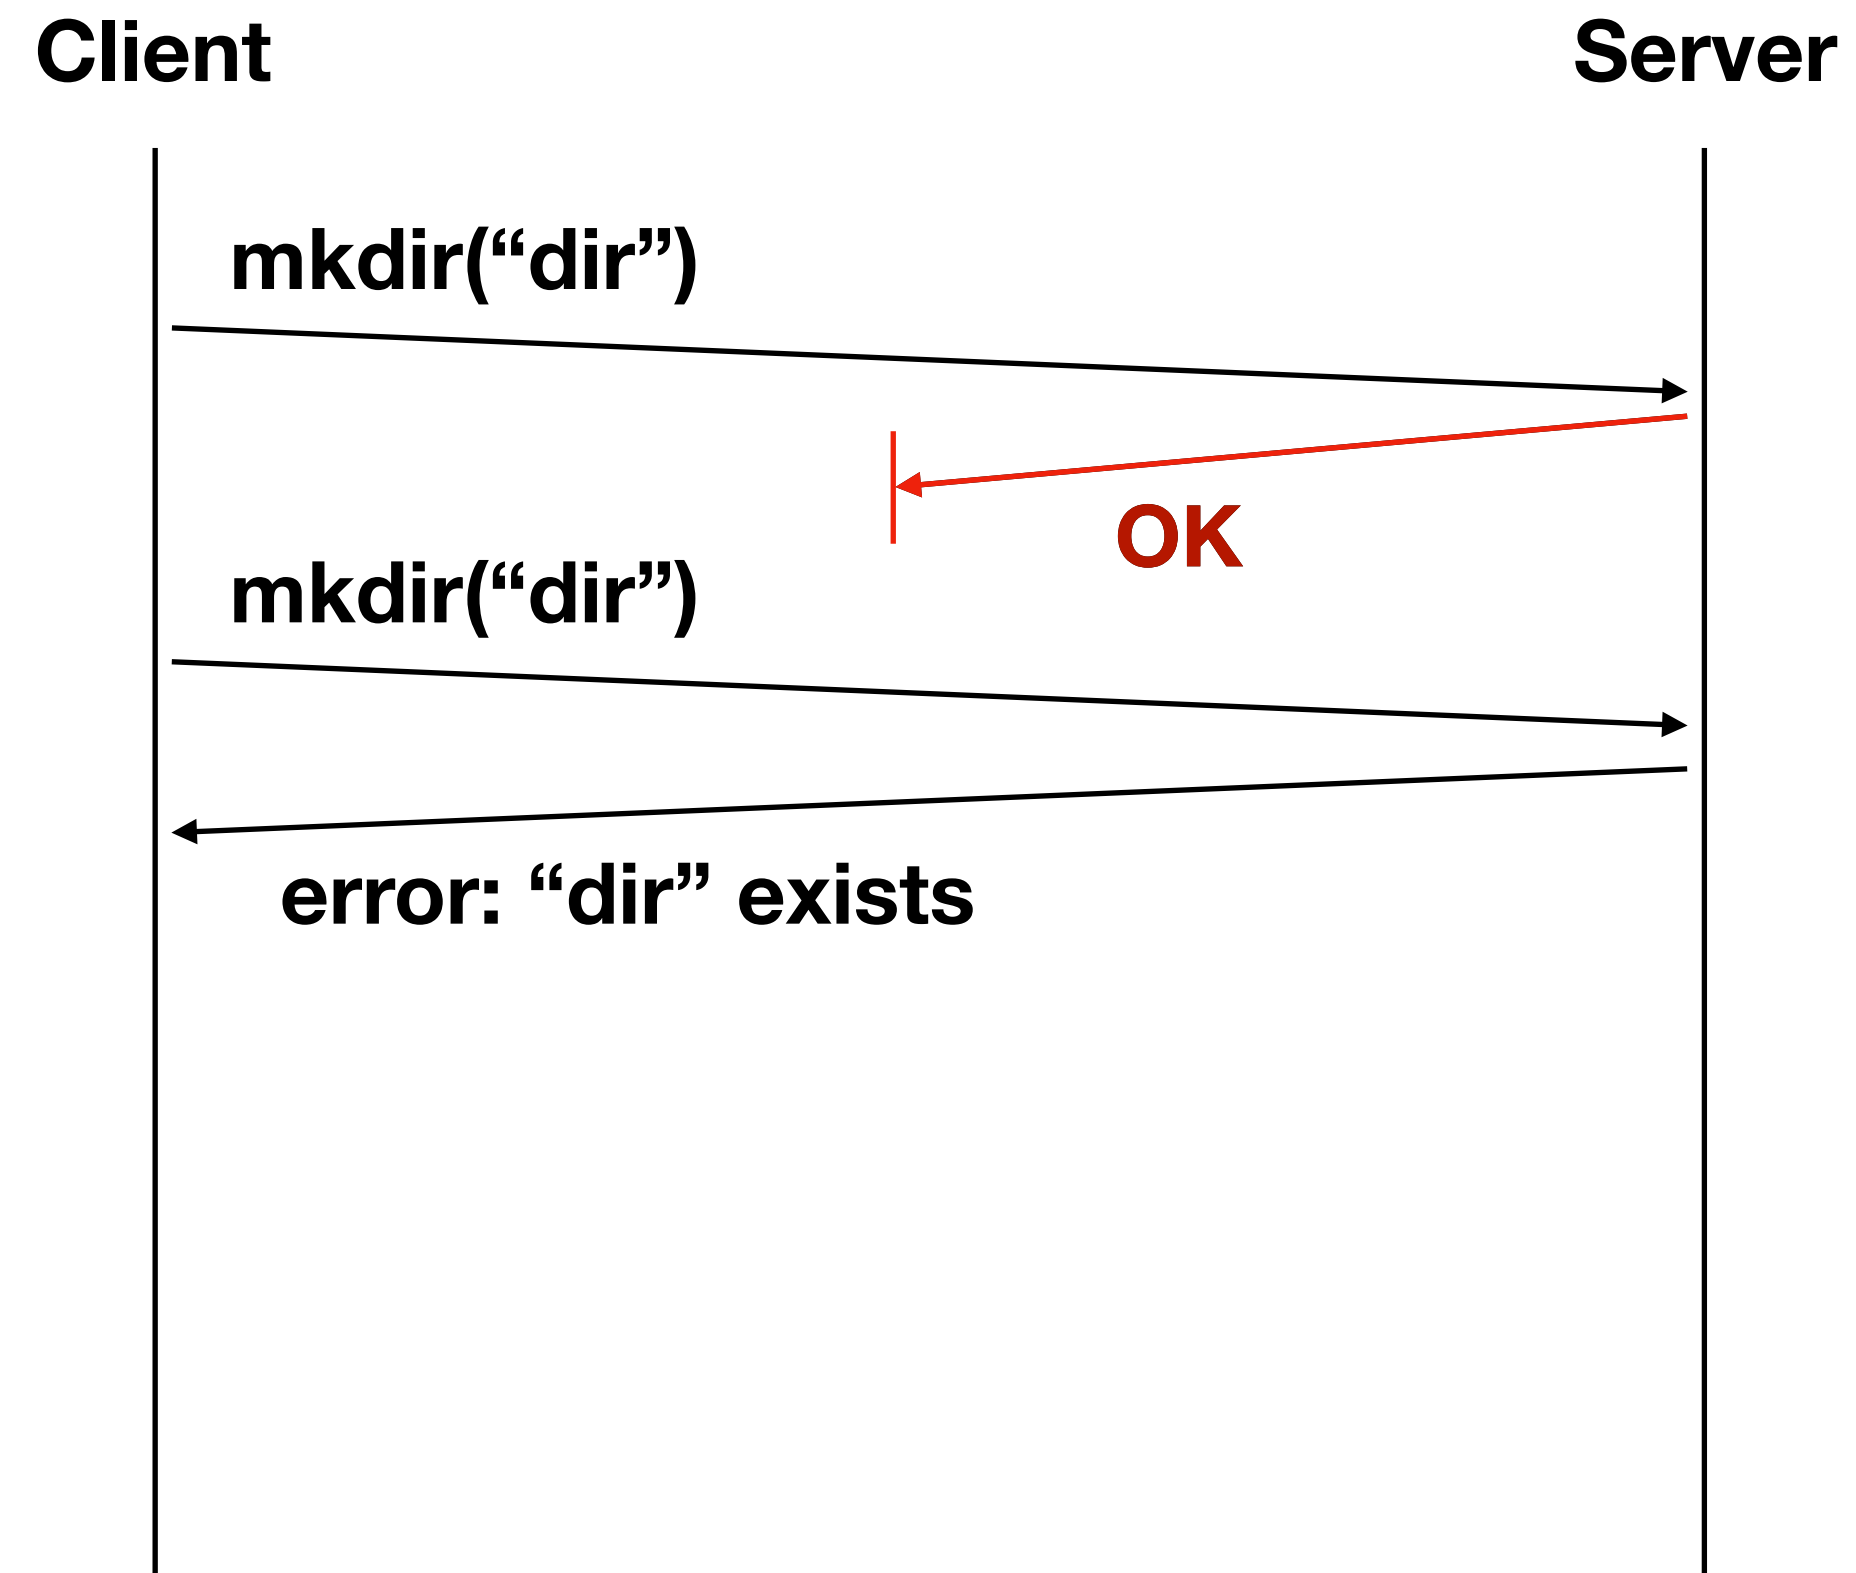 Client
Server
mkdir(“dir”)
OK
mkdir(“dir”)
error: “dir” exists